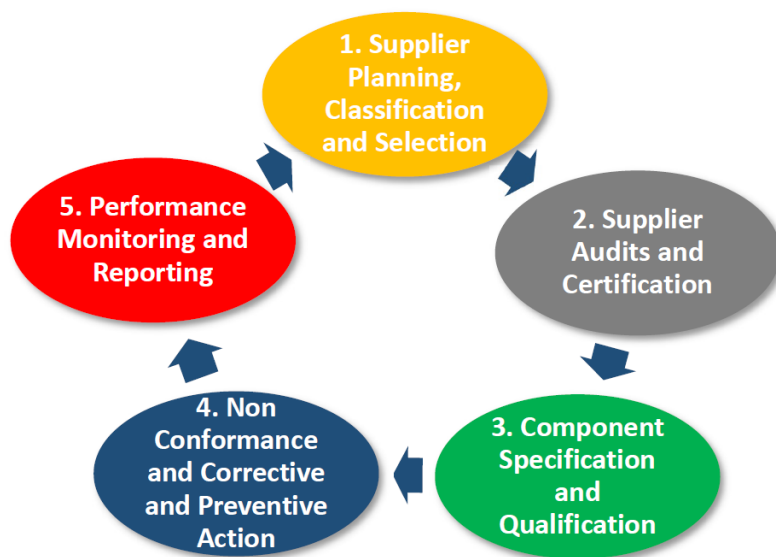 1. Supplier
Planning,
Classification
and Selection
2. Supplier
Audits and
Certification
3. Component
Specification
and
Qualification
4. Non
Conformance
and Corrective
and Preventive
Action
5. Performance
Monitoring and
Reporting